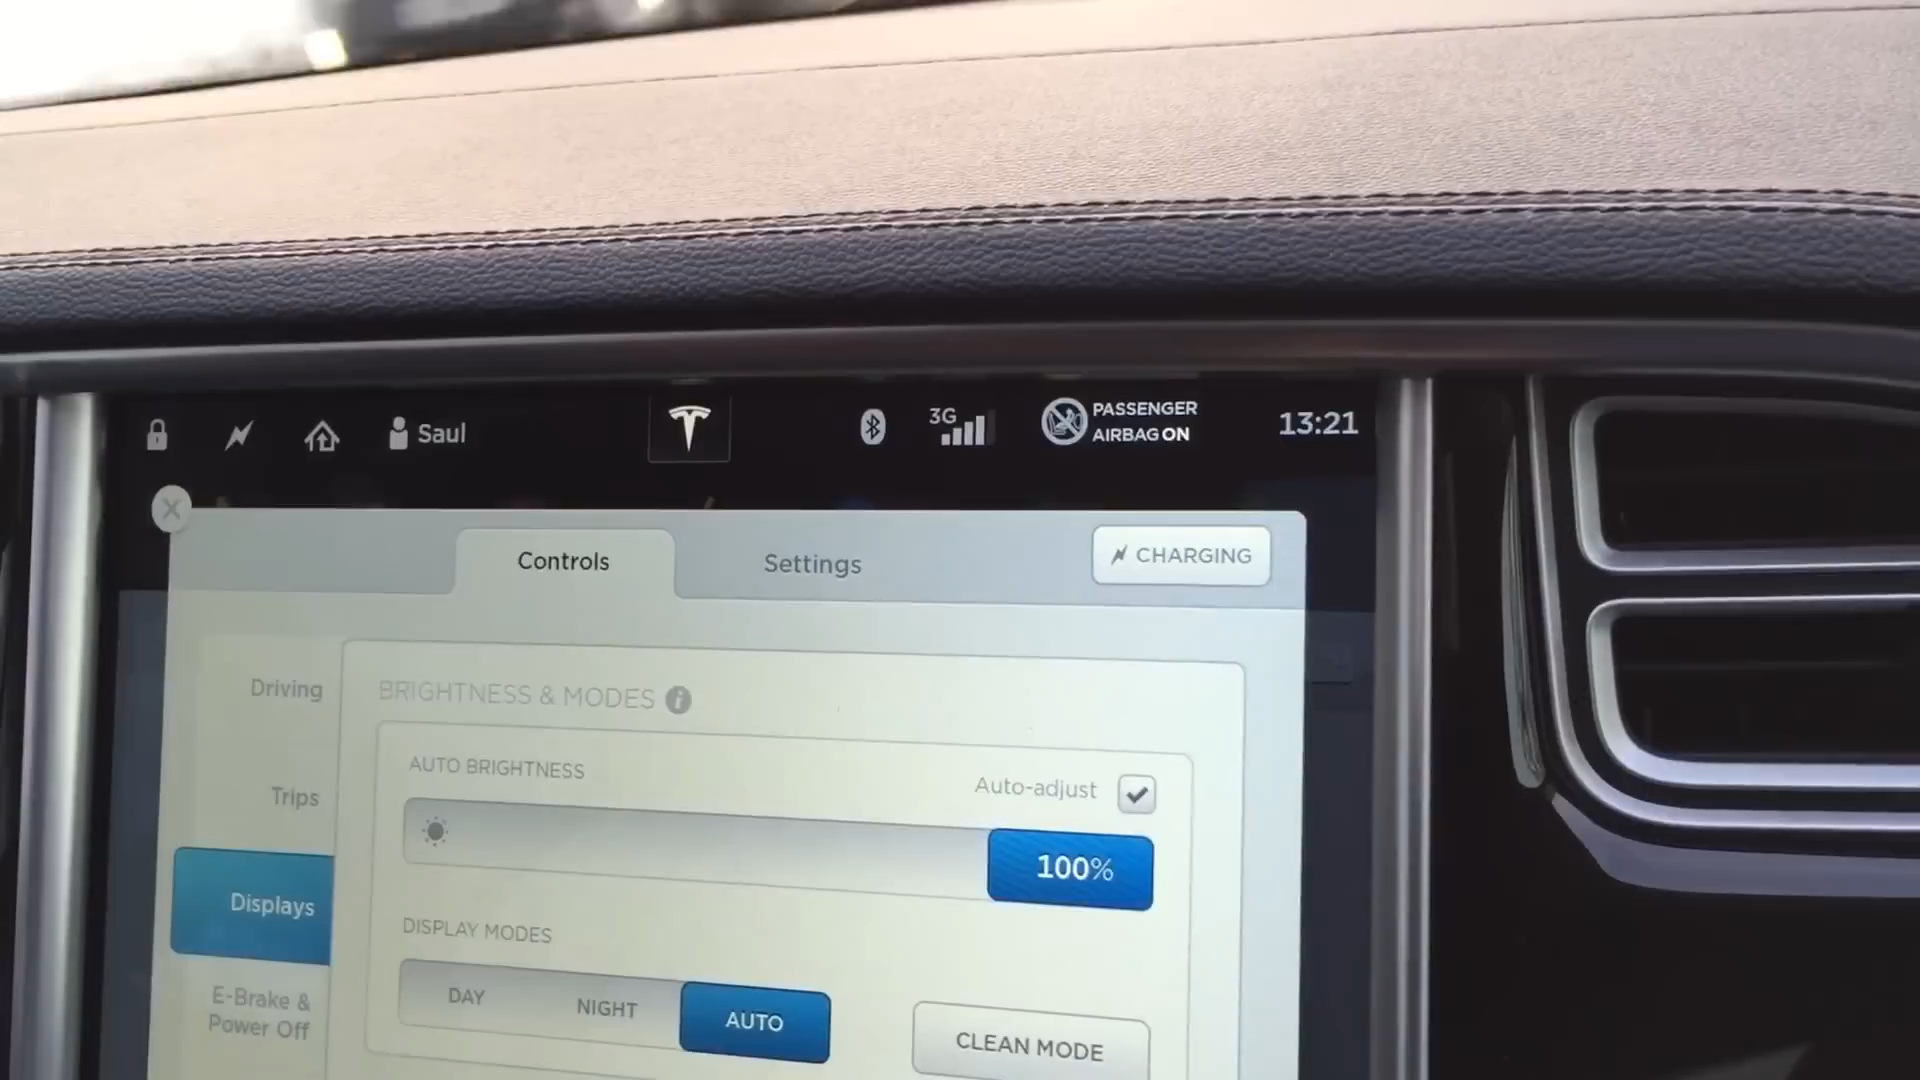 Saul
3G
PASSENGER
AIRBAG ON
13:21
Controls
Settings
CHARGING
Driving
BRIGHTNESS & MODES
AUTO BRIGHTNESS
Auto-adjust
Trips
100%
Displays
DISPLAY MODES
E-Brake &
Power Off
DAY
NIGHT
AUTO
CLEAN MODE